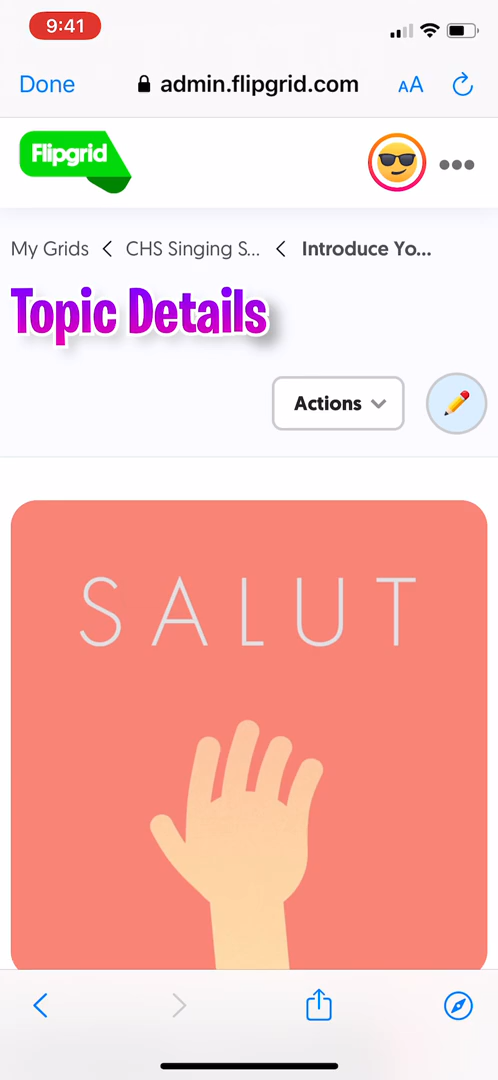 9:41
Done admin.flipgrid.com AA
Flipgrid
My Grids CHS Singing S... Introduce Yo...
Topic Details
Actions
SALUT